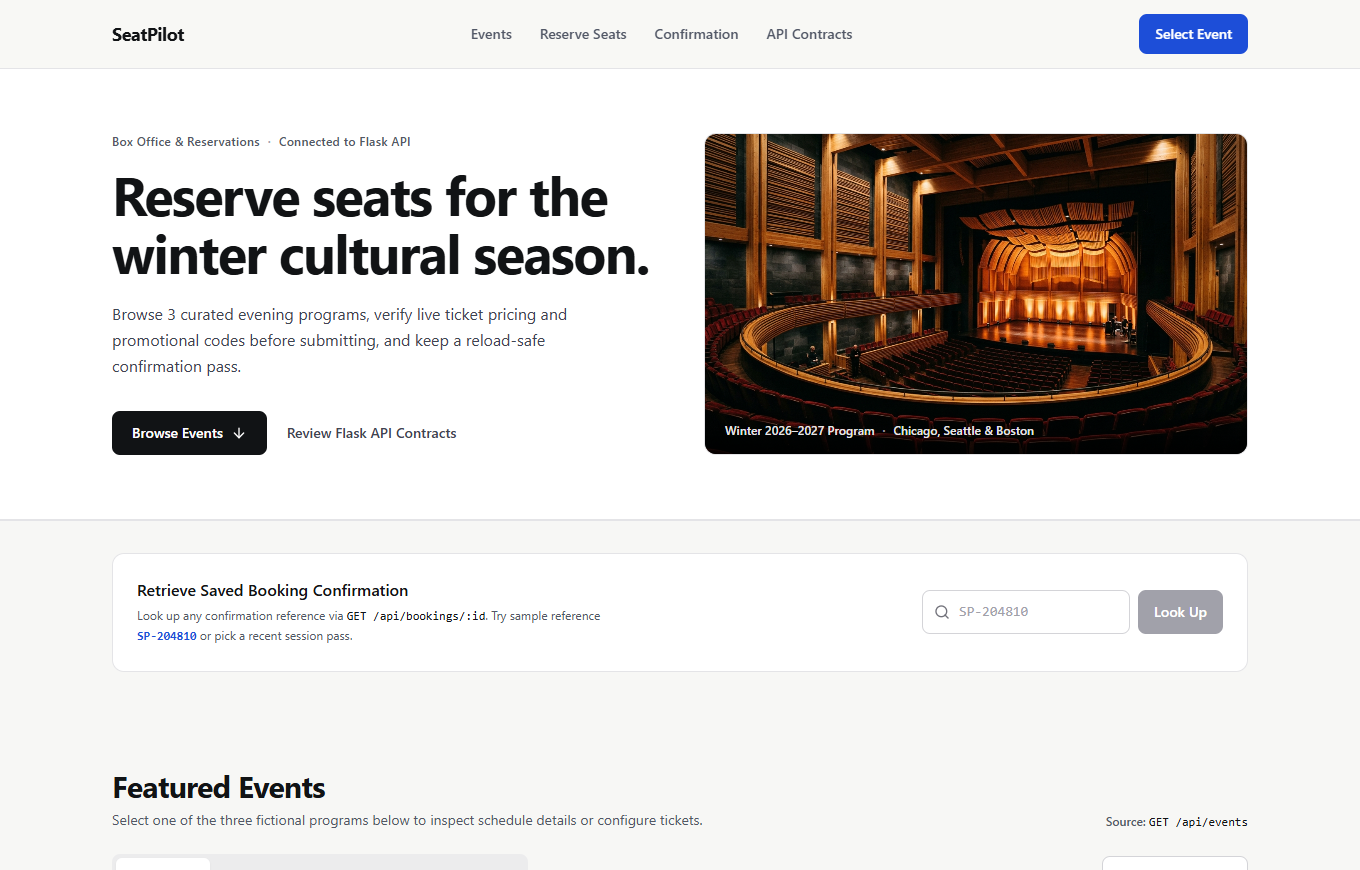 SeatPilot
Events
Reserve Seats
Confirmation
API Contracts
Select Event
Box Office & Reservations · Connected to Flask API
Reserve seats for the
winter cultural season.
Browse 3 curated evening programs, verify live ticket pricing and
promotional codes before submitting, and keep a reload-safe
confirmation pass.
Browse Events ↓
Review Flask API Contracts
Winter 2026–2027 Program · Chicago, Seattle & Boston
Retrieve Saved Booking Confirmation
Look up any confirmation reference via GET /api/bookings/:id. Try sample reference
SP-204810 or pick a recent session pass.
SP-204810
Look Up
Featured Events
Select one of the three fictional programs below to inspect schedule details or configure tickets.
Source: GET /api/events